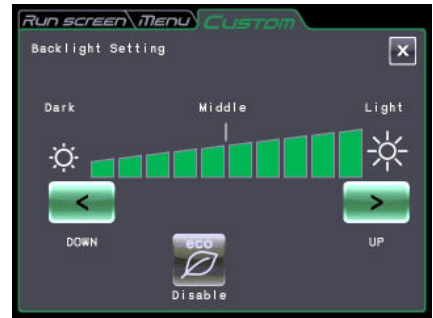 Run screen Menu Custom
Backlight Setting
X
Dark Middle Light
< >
DOWN UP
eco
Disable